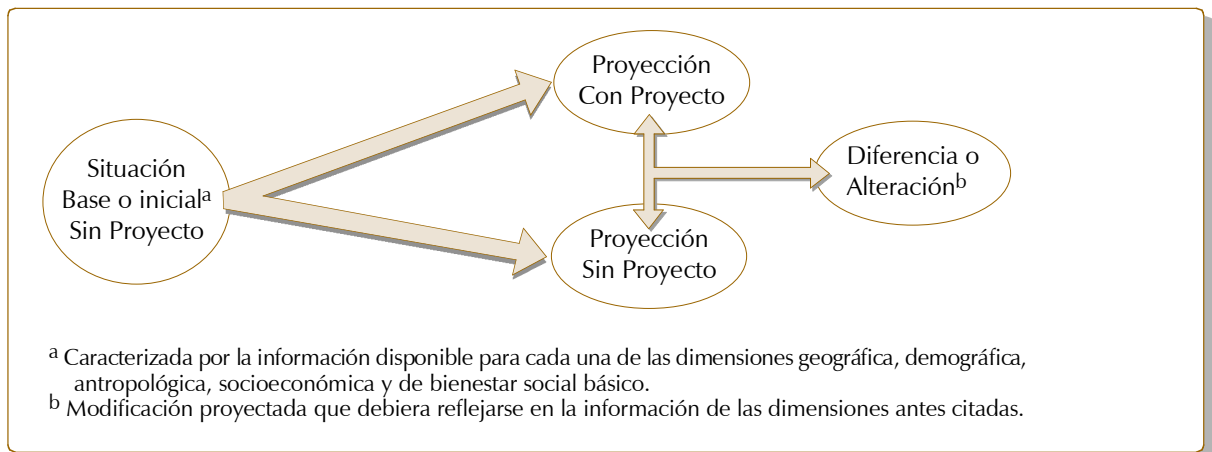 Proyección
Con Proyecto
Situación
Base o inicialª
Sin Proyecto
Diferencia o
Alteraciónᵇ
Proyección
Sin Proyecto
a Caracterizada por la información disponible para cada una de las dimensiones geográfica, demográfica,
antropológica, socioeconómica y de bienestar social básico.
b Modificación proyectada que debiera reflejarse en la información de las dimensiones antes citadas.